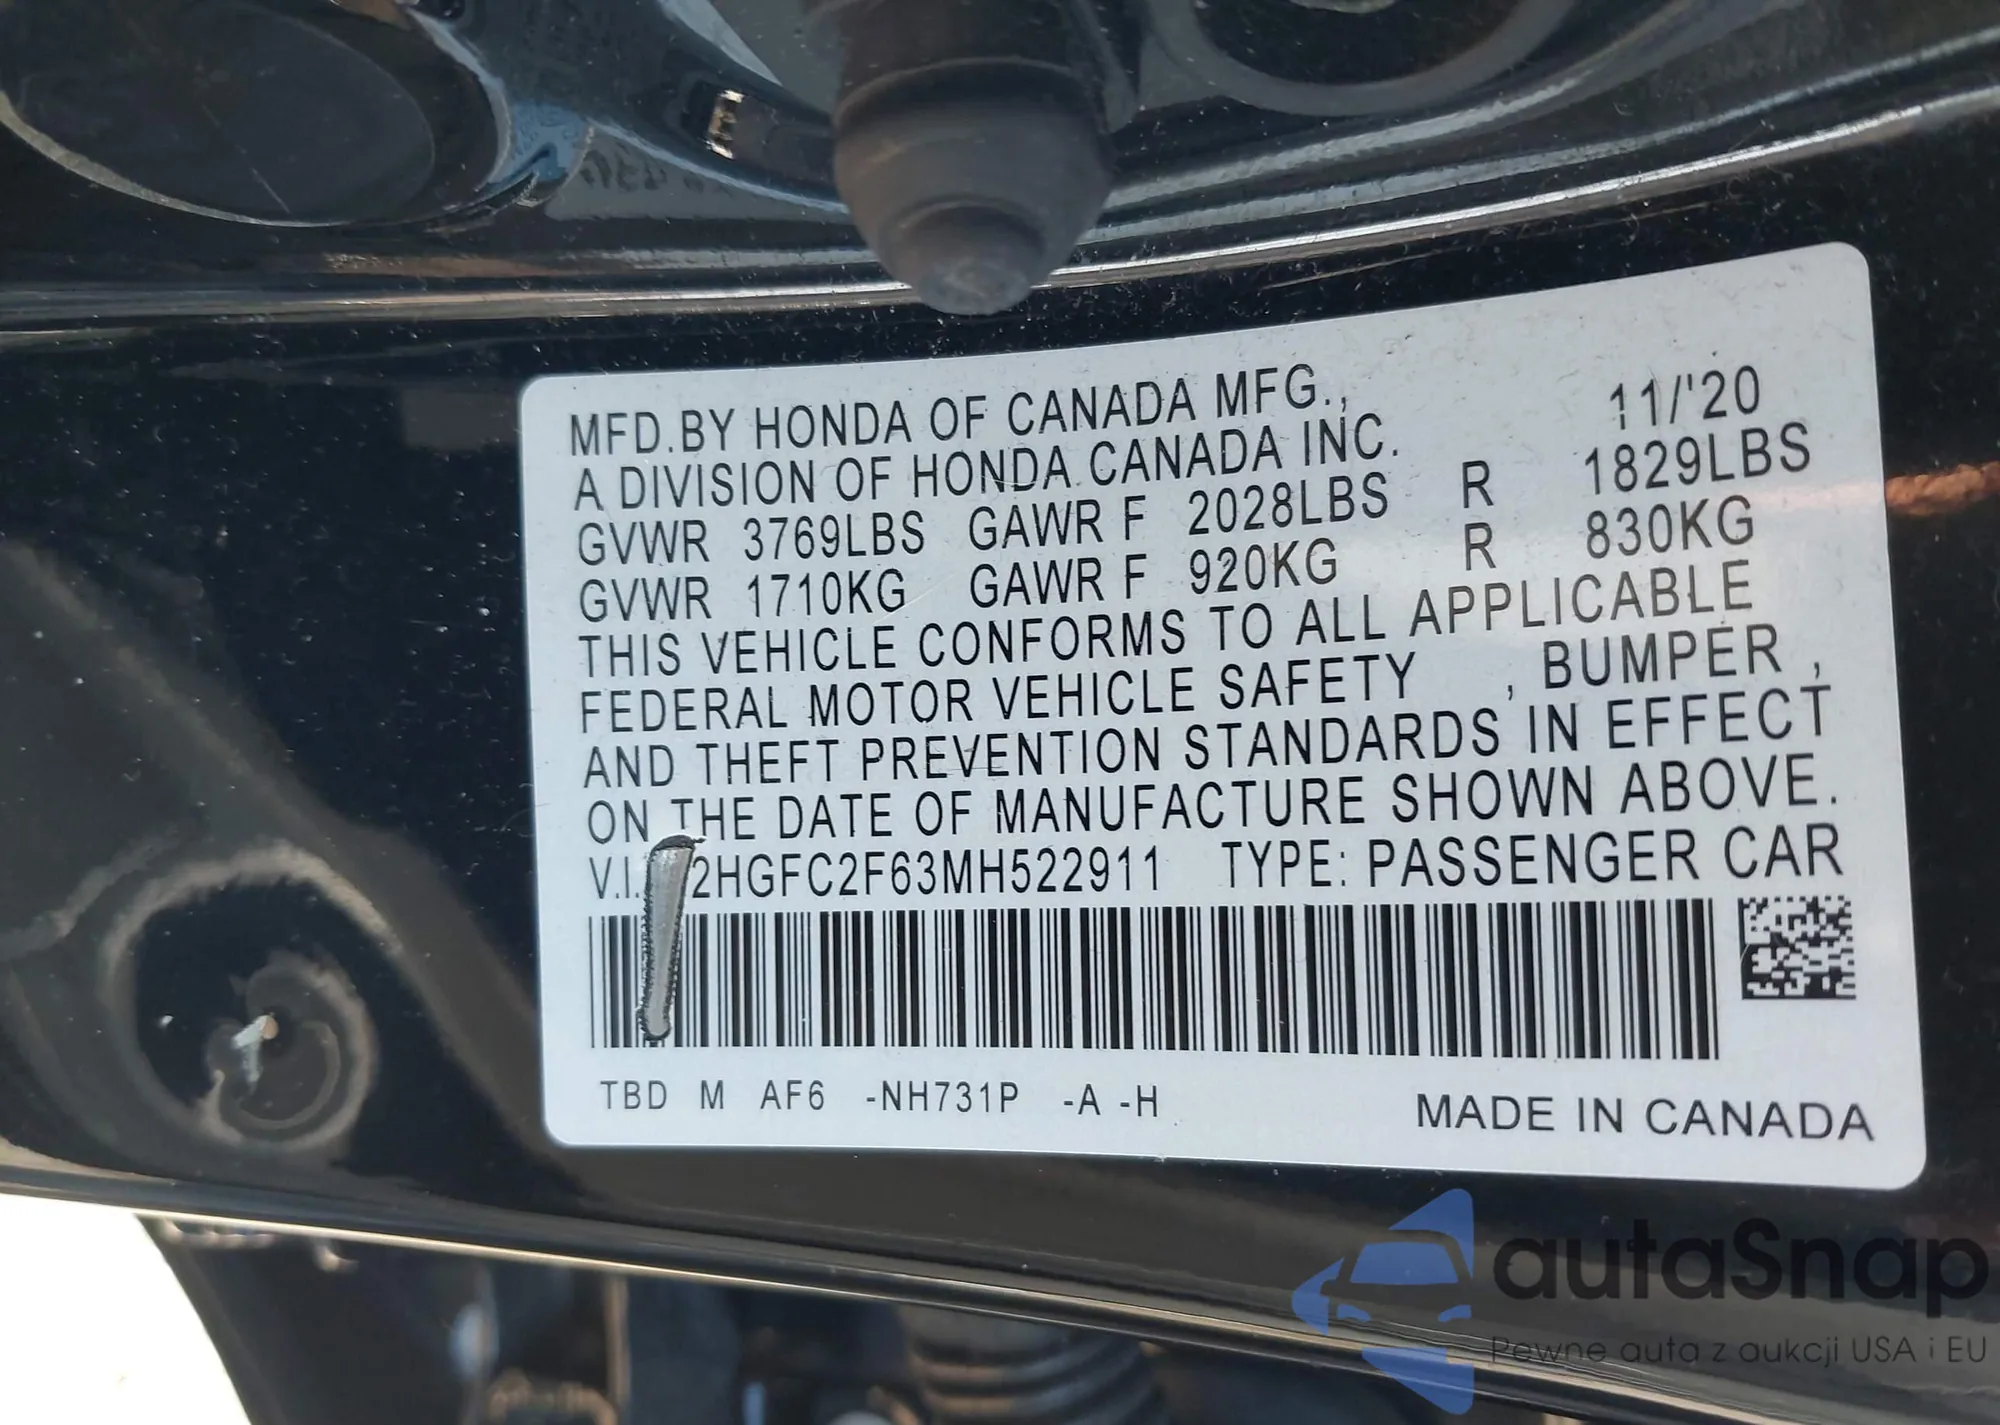 MFD.BY HONDA OF CANADA MFG., 11/'20
A DIVISION OF HONDA CANADA INC.
GVWR 3769LBS GAWR F 2028LBS R 1829LBS
GVWR 1710KG GAWR F 920KG R 830KG
THIS VEHICLE CONFORMS TO ALL APPLICABLE
FEDERAL MOTOR VEHICLE SAFETY , BUMPER ,
AND THEFT PREVENTION STANDARDS IN EFFECT
ON THE DATE OF MANUFACTURE SHOWN ABOVE.
V.I. 2HGFC2F63MH522911 TYPE: PASSENGER CAR
TBD M AF6 -NH731P -A -H
MADE IN CANADA
autaSnap
Pewne auta z aukcji USA i EU